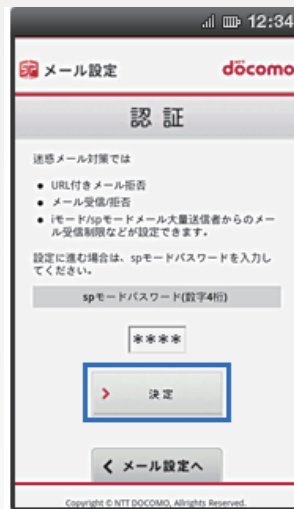 12:34
メール設定
döcomo
認 証
迷惑メール対策では
● URL付きメール拒否
● メール受信/拒否
● iモード/spモードメール大量送信者からのメー
ル受信制限などが設定できます。
設定に進む場合は、spモードパスワードを入力し
てください。
spモードパスワード(数字4桁)
****
決 定
メール設定へ
Copyright © NTT DOCOMO, Allrights Reserved.